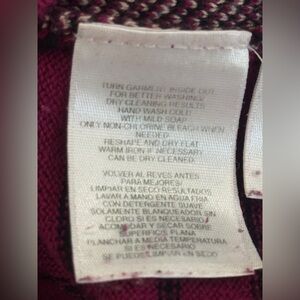 TURN GARMENT INSIDE OUT
FOR BETTER WASHING/
DRY CLEANING RESULTS
HAND WASH COLD
WITH MILD SOAP
ONLY NON-CHLORINE BLEACH WHEN
NEEDED
RESHAPE AND DRY FLAT
WARM IRON IF NECESSARY
CAN BE DRY CLEANED.
VOLVER AL REVES ANTES
PARA MEJORES/
LIMPIAR EN SECO RESULTADOS
LAVAR A MANO EN AGUA FRIA
CON DETERGENTE SUAVE
SOLAMENTE BLANQUEADOR SIN
CLORO SI ES NECESARIO
ACOMODAR Y SECAR SOBRE
SUPERFICIS PLANA
PLANCHAR A MEDIA TEMPERATURA
SI ES NECESARIO
SE PUEDE LIMPIAR EN SECO